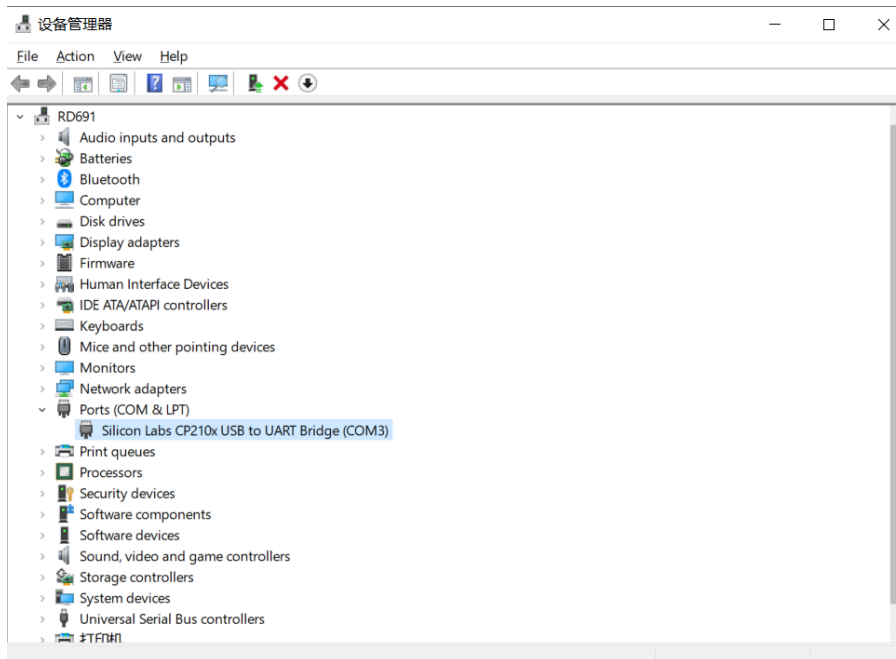 设备管理器
File Action View Help
RD691
Audio inputs and outputs
Batteries
Bluetooth
Computer
Disk drives
Display adapters
Firmware
Human Interface Devices
IDE ATA/ATAPI controllers
Keyboards
Mice and other pointing devices
Monitors
Network adapters
Ports (COM & LPT)
Silicon Labs CP210x USB to UART Bridge (COM3)
Print queues
Processors
Security devices
Software components
Software devices
Sound, video and game controllers
Storage controllers
System devices
Universal Serial Bus controllers
打印机